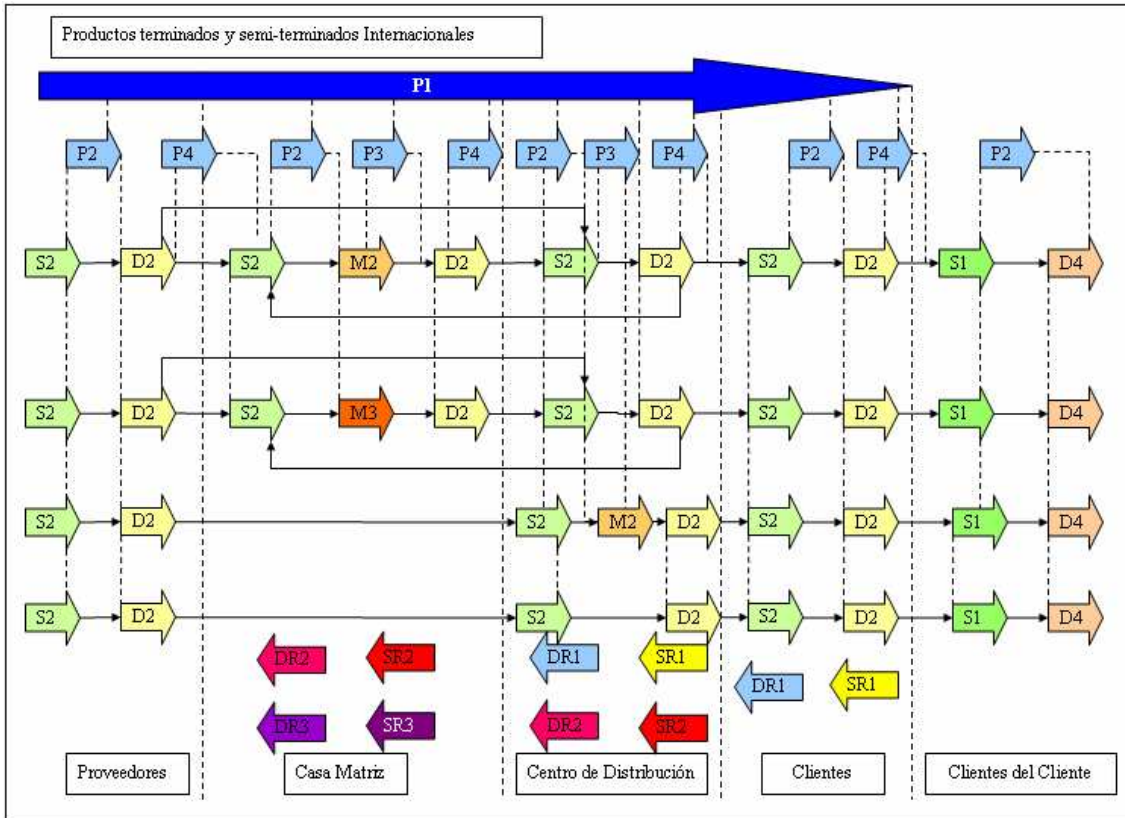 Productos terminados y semi-terminados Internacionales
P1
P2 P4 P2 P3 P4 P2 P3 P4 P2 P4 P2
S2 D2 S2 M2 D2 S2 D2 S2 D2 S1 D4
S2 D2 S2 M3 D2 S2 D2 S2 D2 S1 D4
S2 D2 S2 M2 D2 S2 D2 S1 D4
S2 D2 S2 D2 S2 D2 S1 D4
DR2 SR2 DR1 SR1
DR1 SR1
DR3 SR3 DR2 SR2
Proveedores Casa Matriz Centro de Distribución Clientes Clientes del Cliente